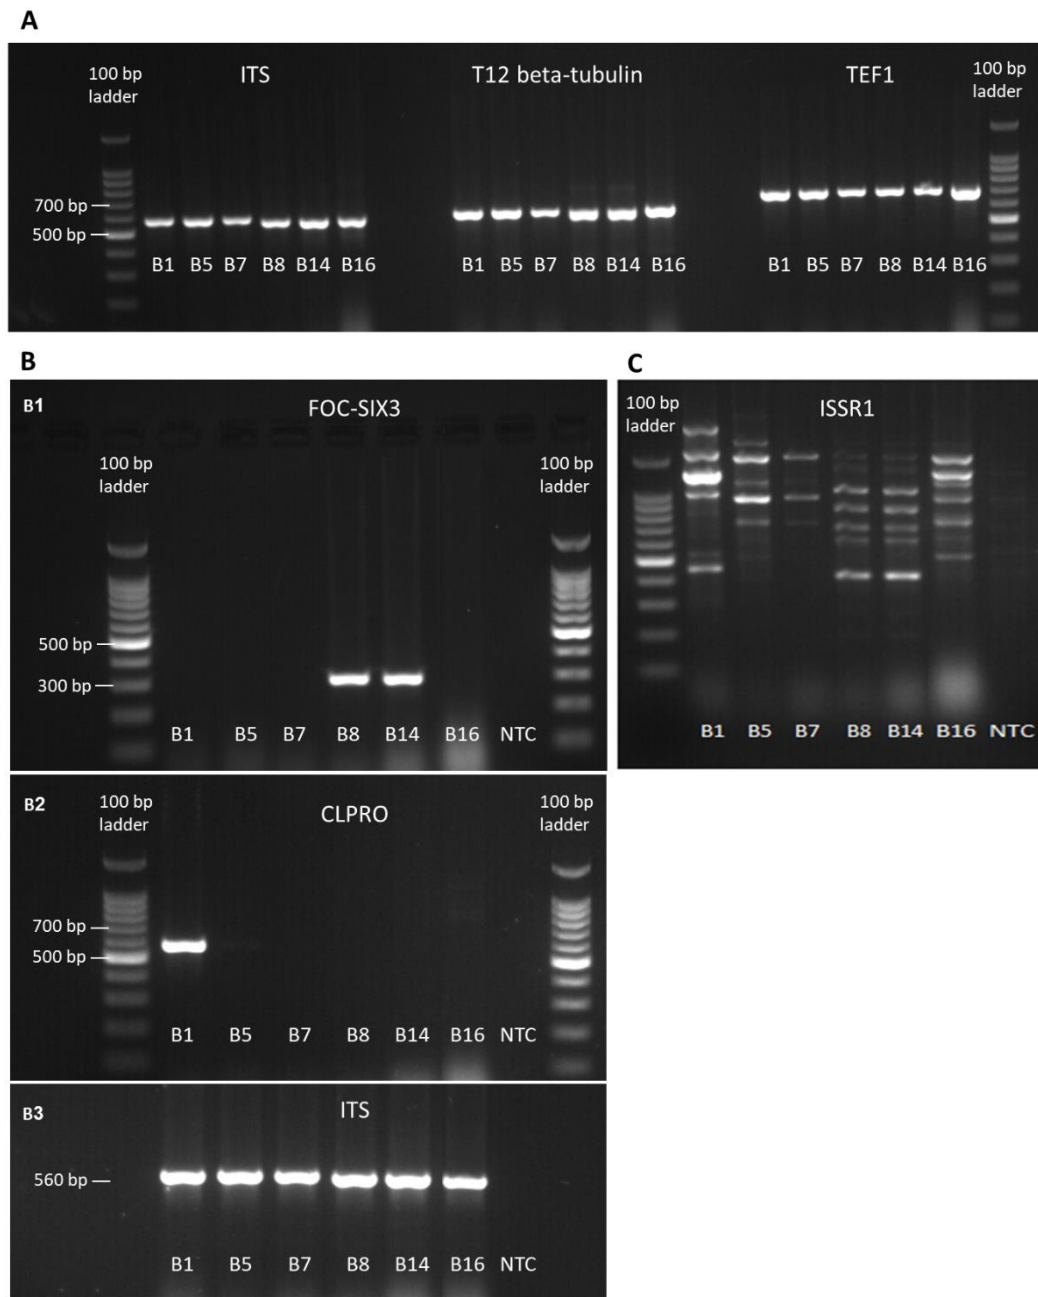 A
100 bp
ladder
ITS
T12 beta-tubulin
TEF1
100 bp
ladder
700 bp
500 bp
B1 B5 B7 B8 B14 B16
B1 B5 B7 B8 B14 B16
B1 B5 B7 B8 B14 B16
B
B1
FOC-SIX3
100 bp
ladder
100 bp
ladder
500 bp
300 bp
B1 B5 B7 B8 B14 B16 NTC
B2
100 bp
ladder
CLPRO
100 bp
ladder
700 bp
500 bp
B1 B5 B7 B8 B14 B16 NTC
B3
ITS
560 bp
B1 B5 B7 B8 B14 B16 NTC
C
100 bp
ladder
ISSR1
B1 B5 B7 B8 B14 B16 NTC